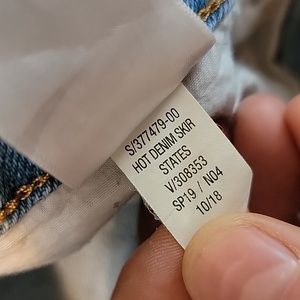 S/377479-00
HOT DENIM SKIR
STATES
V/308353
SP19 / N04
10/18